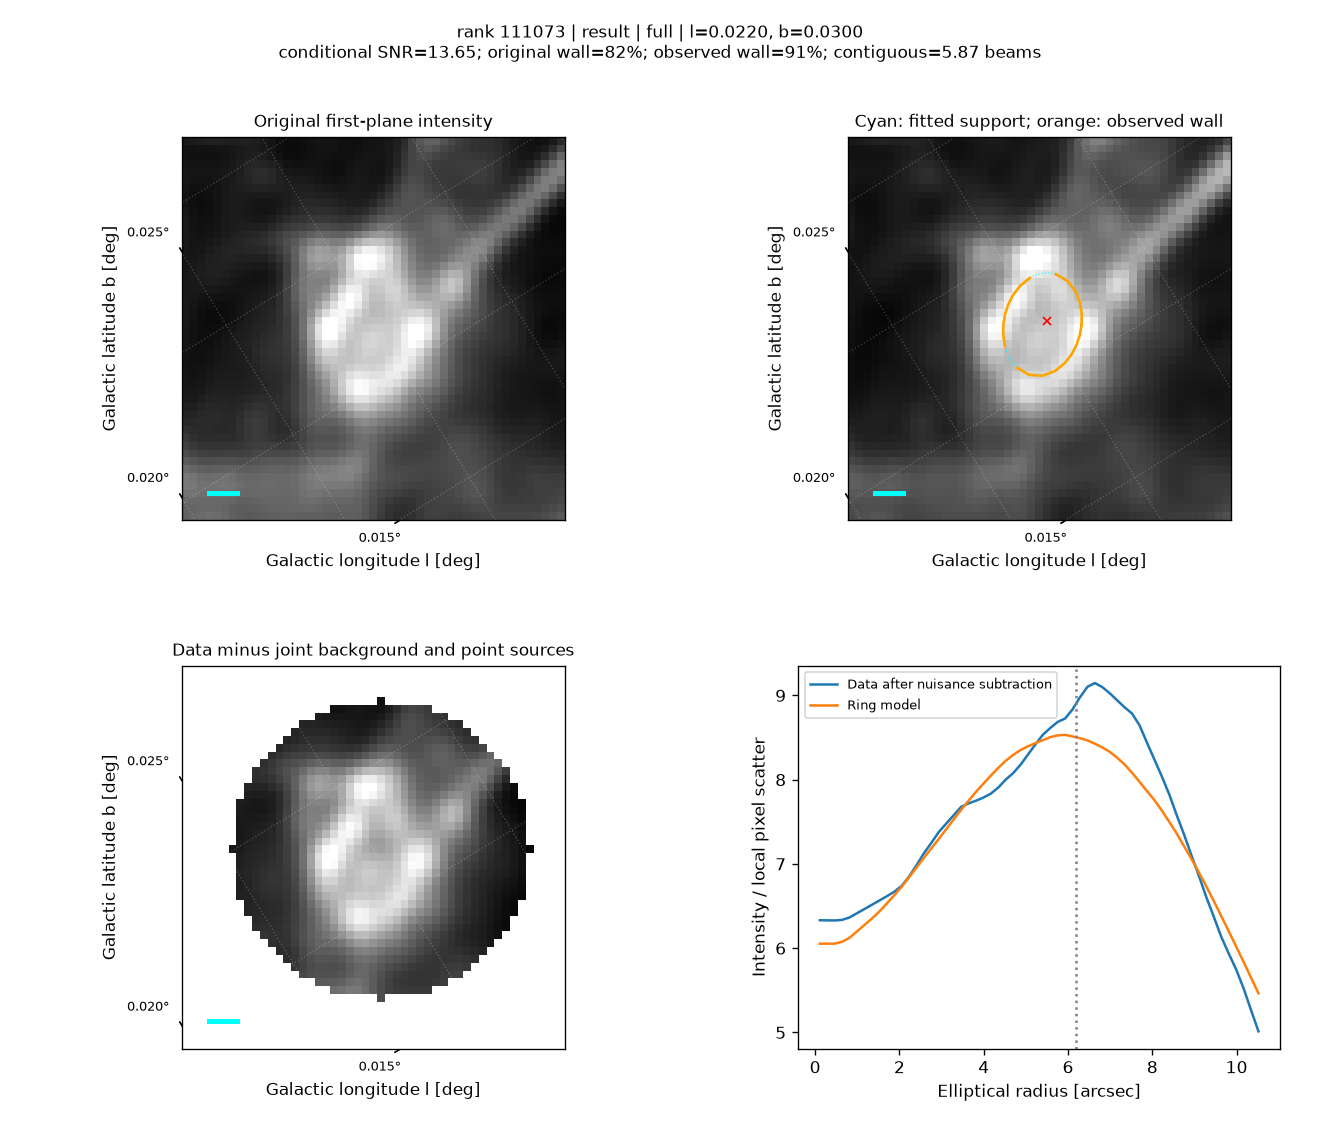 rank 111073 | result | full | l=0.0220, b=0.0300
conditional SNR=13.65; original wall=82%; observed wall=91%; contiguous=5.87 beams
Original first-plane intensity
Galactic latitude b [deg]
0.025°
0.020°
0.015°
Galactic longitude l [deg]
Cyan: fitted support; orange: observed wall
Galactic latitude b [deg]
0.025°
0.020°
0.015°
Galactic longitude l [deg]
Data minus joint background and point sources
Galactic latitude b [deg]
0.025°
0.020°
0.015°
Galactic longitude l [deg]
Data after nuisance subtraction
Ring model
Intensity / local pixel scatter
9
8
7
6
5
0 2 4 6 8 10
Elliptical radius [arcsec]